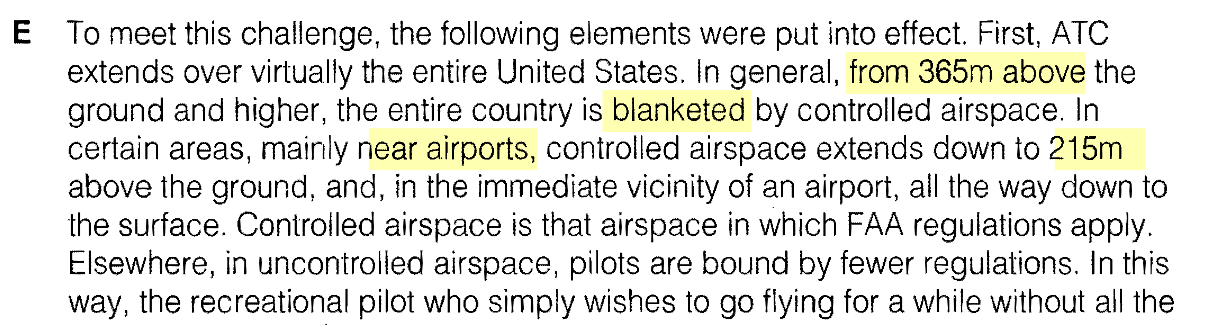 E To meet this challenge, the following elements were put into effect. First, ATC
extends over virtually the entire United States. In general, from 365m above the
ground and higher, the entire country is blanketed by controlled airspace. In
certain areas, mainly near airports, controlled airspace extends down to 215m
above the ground, and, in the immediate vicinity of an airport, all the way down to
the surface. Controlled airspace is that airspace in which FAA regulations apply.
Elsewhere, in uncontrolled airspace, pilots are bound by fewer regulations. In this
way, the recreational pilot who simply wishes to go flying for a while without all the